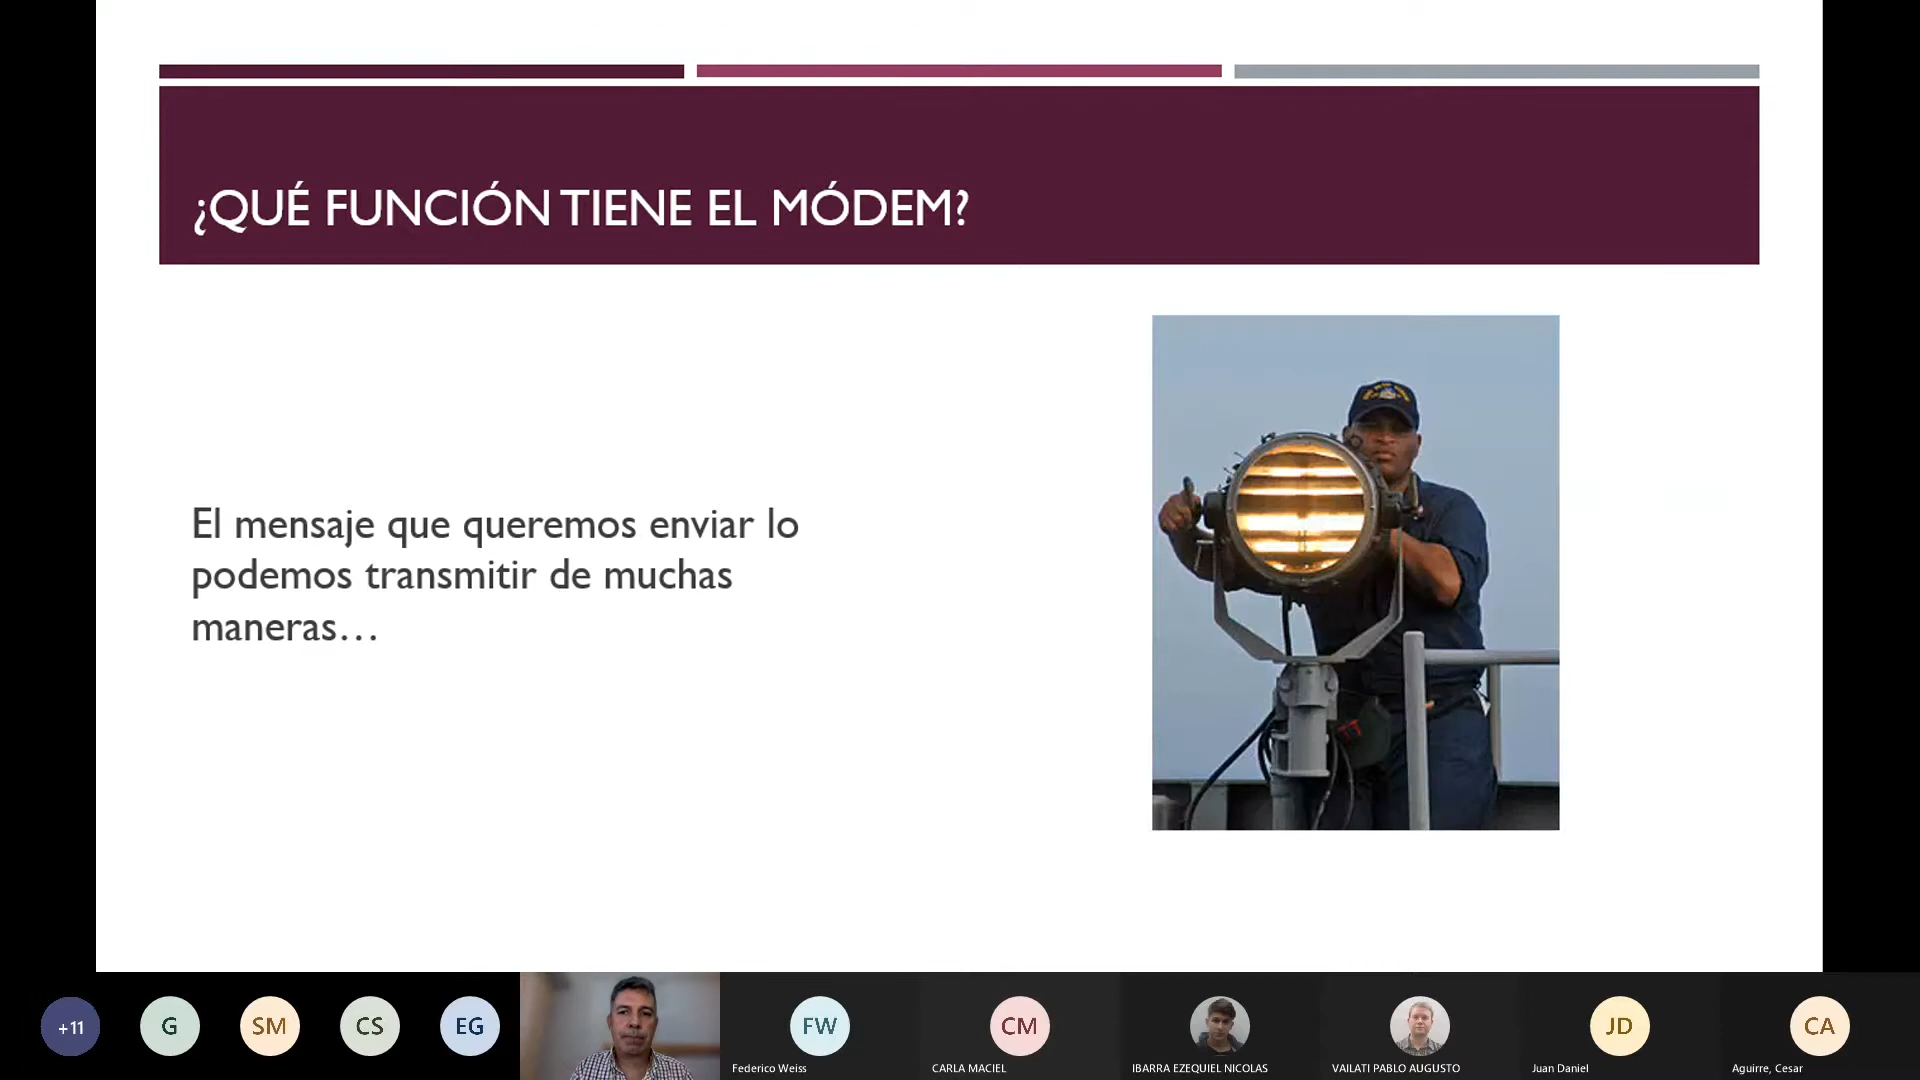 ¿QUÉ FUNCIÓN TIENE EL MÓDEM?
El mensaje que queremos enviar lo
podemos transmitir de muchas
maneras…
+11
G
SM
CS
EG
FW
CM
JD
CA
Federico Weiss
CARLA MACIEL
IBARRA EZEQUIEL NICOLAS
VAILATI PABLO AUGUSTO
Juan Daniel
Aguirre, Cesar